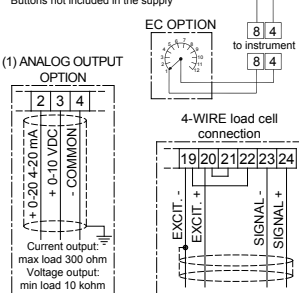 Buttons not included in the supply
EC OPTION
8 4
to instrument
8 4
(1) ANALOG OUTPUT
OPTION
2 3 4
+ 0-20 4-20 mA
+ 0-10 VDC
- COMMON
Current output:
max load 300 ohm
Voltage output:
min load 10 kohm
4-WIRE load cell
connection
19 20 21 22 23 24
EXCIT. -
EXCIT. +
SIGNAL -
SIGNAL +